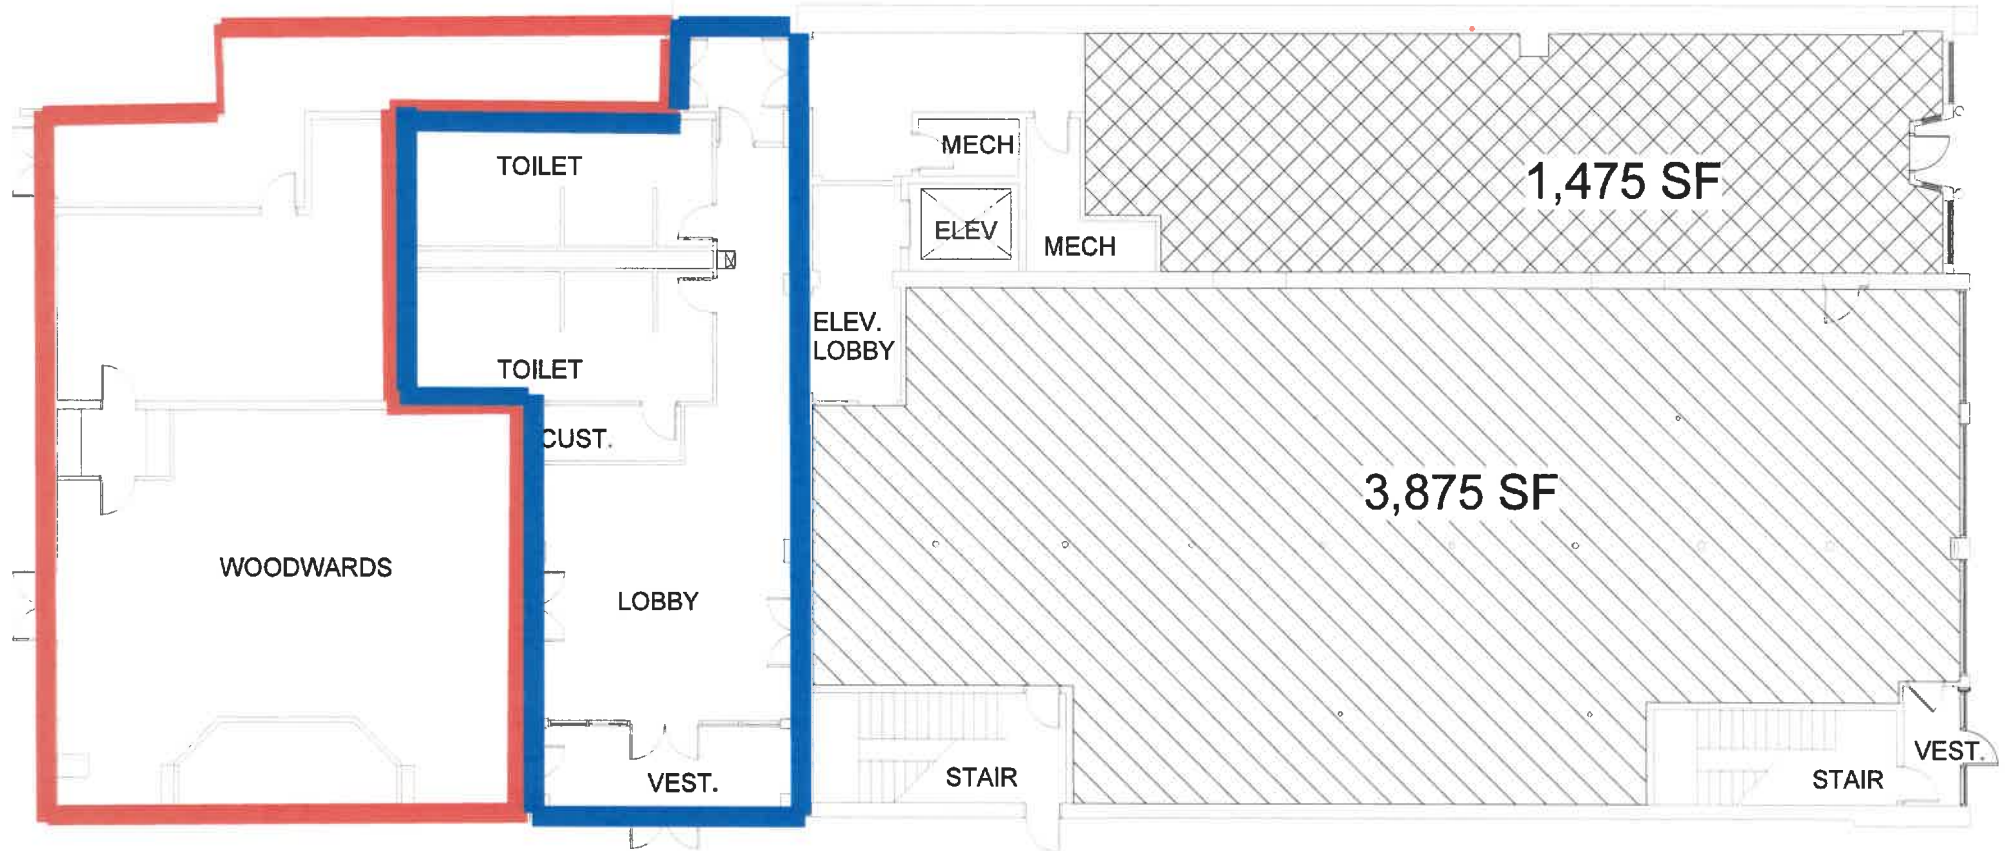 TOILET
MECH
1,475 SF
ELEV
MECH
TOILET
ELEV.
LOBBY
CUST.
3,875 SF
WOODWARDS
LOBBY
VEST.
STAIR
STAIR
VEST.